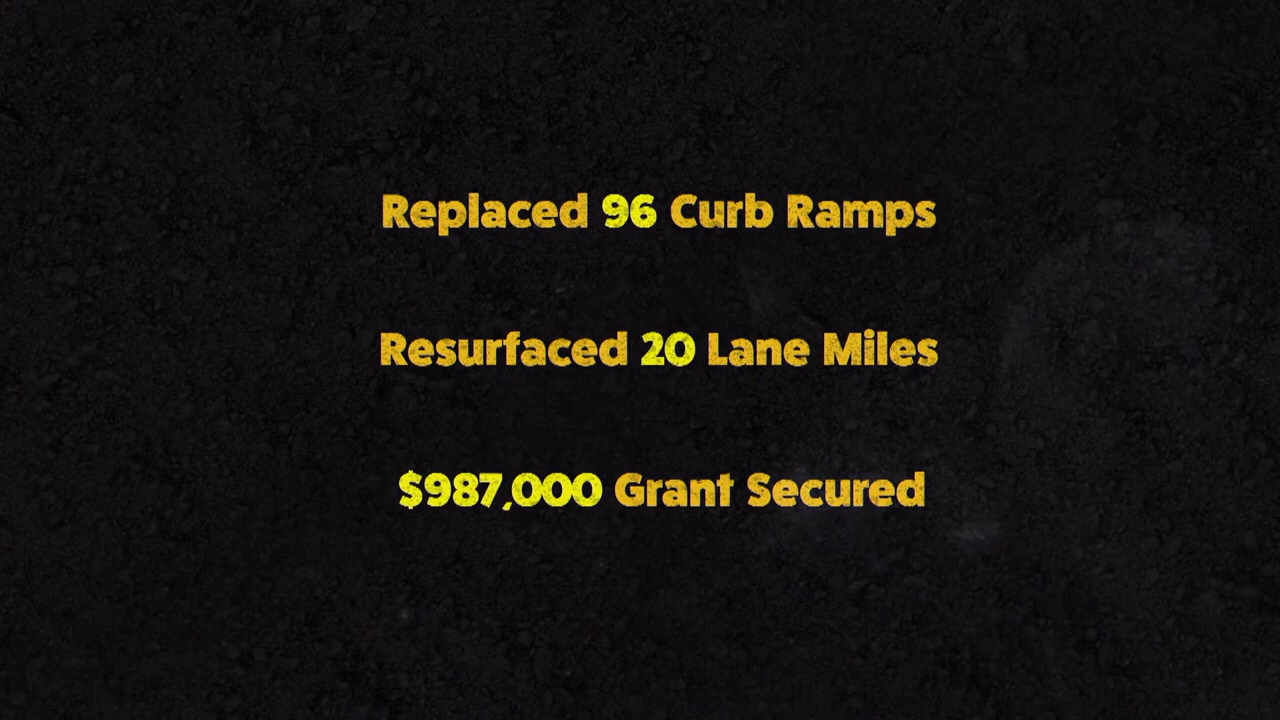 Replaced 96 Curb Ramps
Resurfaced 20 Lane Miles
$987,000 Grant Secured